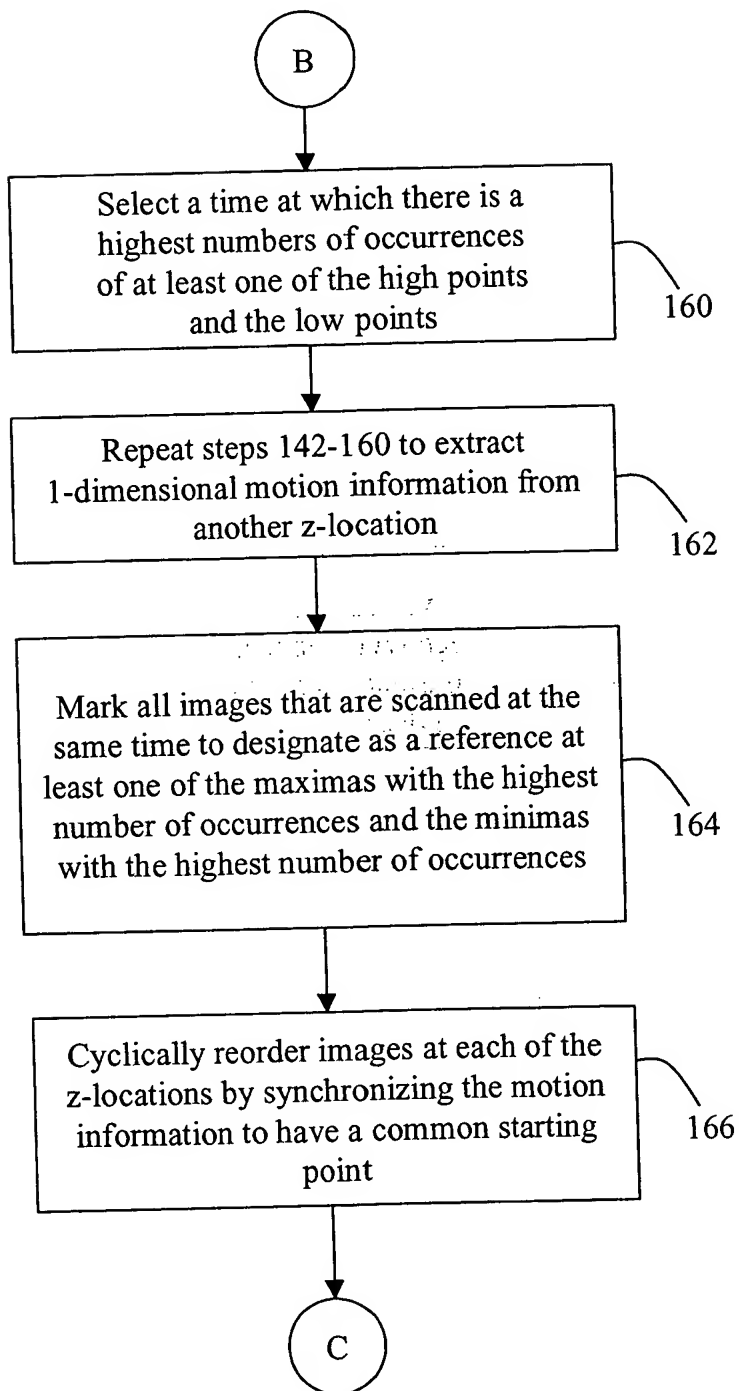 B
Select a time at which there is a
highest numbers of occurrences
of at least one of the high points
and the low points
160
Repeat steps 142-160 to extract
1-dimensional motion information from
another z-location
162
Mark all images that are scanned at the
same time to designate as a reference at
least one of the maximas with the highest
number of occurrences and the minimas
with the highest number of occurrences
164
Cyclically reorder images at each of the
z-locations by synchronizing the motion
information to have a common starting
point
166
C